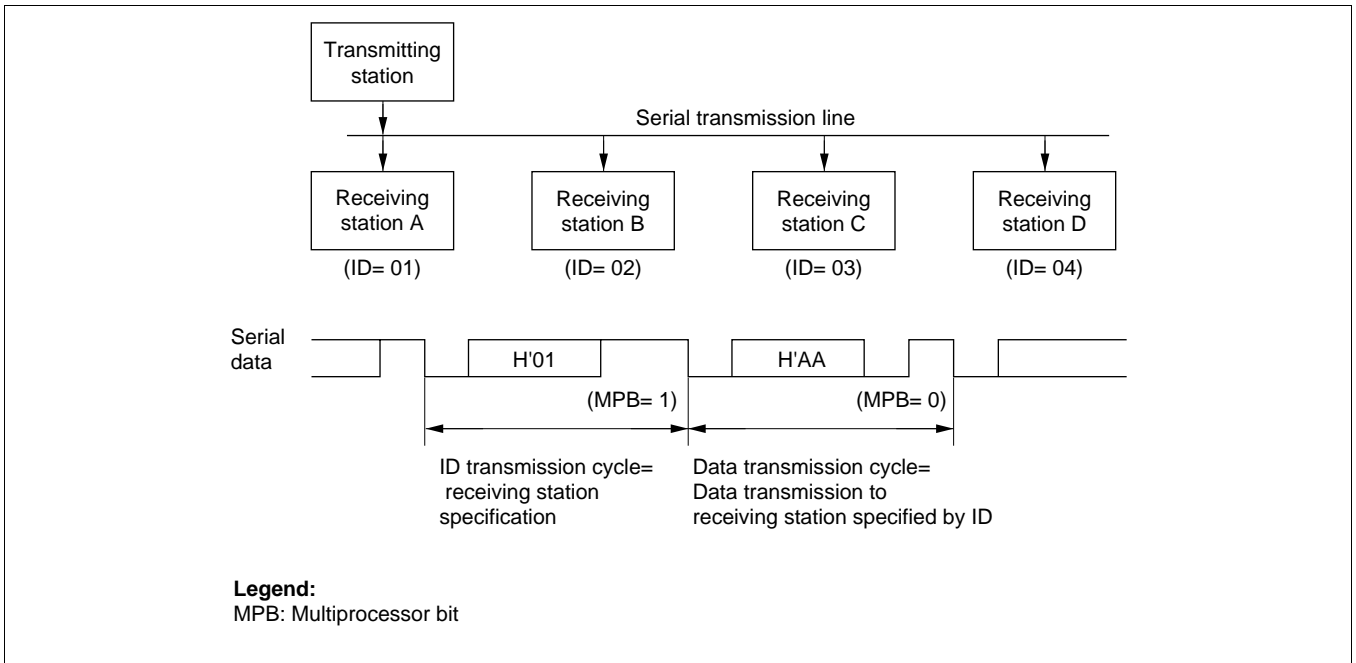 Transmitting
station
Serial transmission line
Receiving
station A
Receiving
station B
Receiving
station C
Receiving
station D
(ID= 01)
(ID= 02)
(ID= 03)
(ID= 04)
Serial
data
H'01
H'AA
(MPB= 1)
(MPB= 0)
ID transmission cycle=
receiving station
specification
Data transmission cycle=
Data transmission to
receiving station specified by ID
Legend:
MPB: Multiprocessor bit